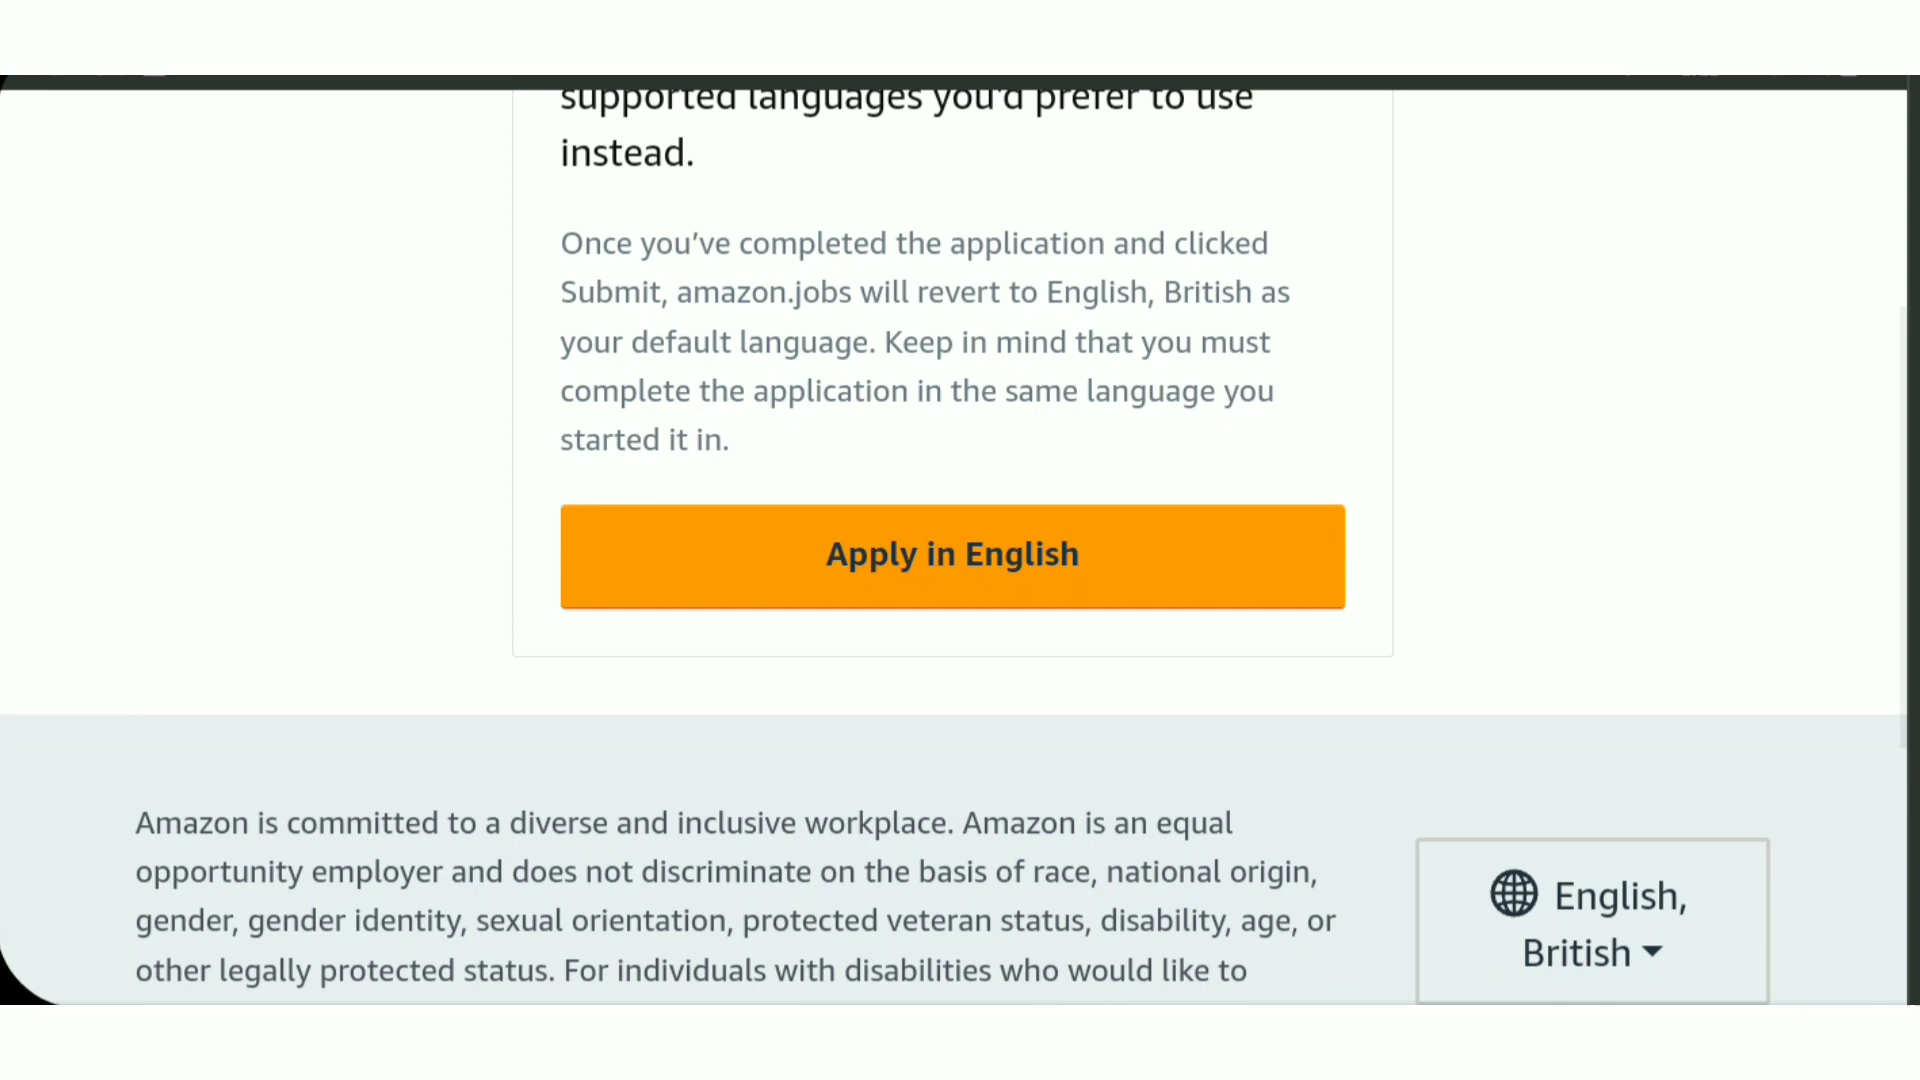 supported languages you'd prefer to use
instead.
Once you’ve completed the application and clicked
Submit, amazon.jobs will revert to English, British as
your default language. Keep in mind that you must
complete the application in the same language you
started it in.
Apply in English
Amazon is committed to a diverse and inclusive workplace. Amazon is an equal
opportunity employer and does not discriminate on the basis of race, national origin,
gender, gender identity, sexual orientation, protected veteran status, disability, age, or
other legally protected status. For individuals with disabilities who would like to
English,
British